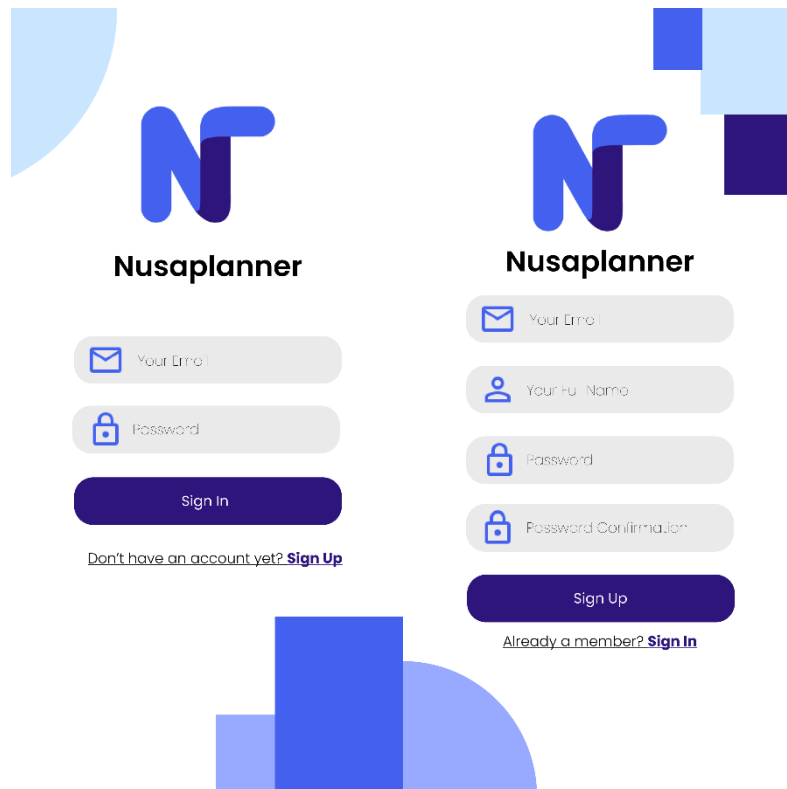 Nusaplanner
Your Email
Password
Sign In
Don't have an account yet? Sign Up
Nusaplanner
Your Email
Your Full Name
Password
Password Confirmation
Sign Up
Already a member? Sign In